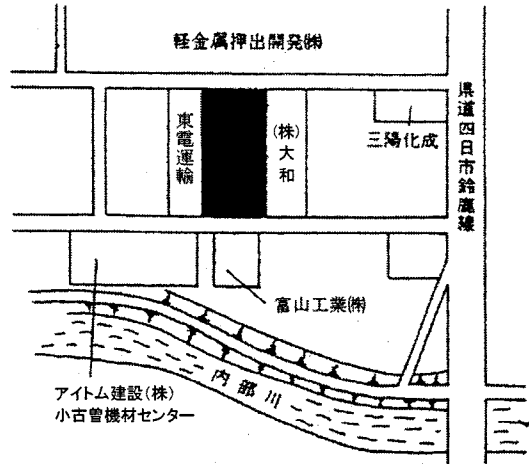 軽金属押出開発㈱
県道四日市鈴鹿線
東電運輸
(株)大和
三陽化成
富山工業㈱
内部川
アイトム建設(株)
小古曽機材センター